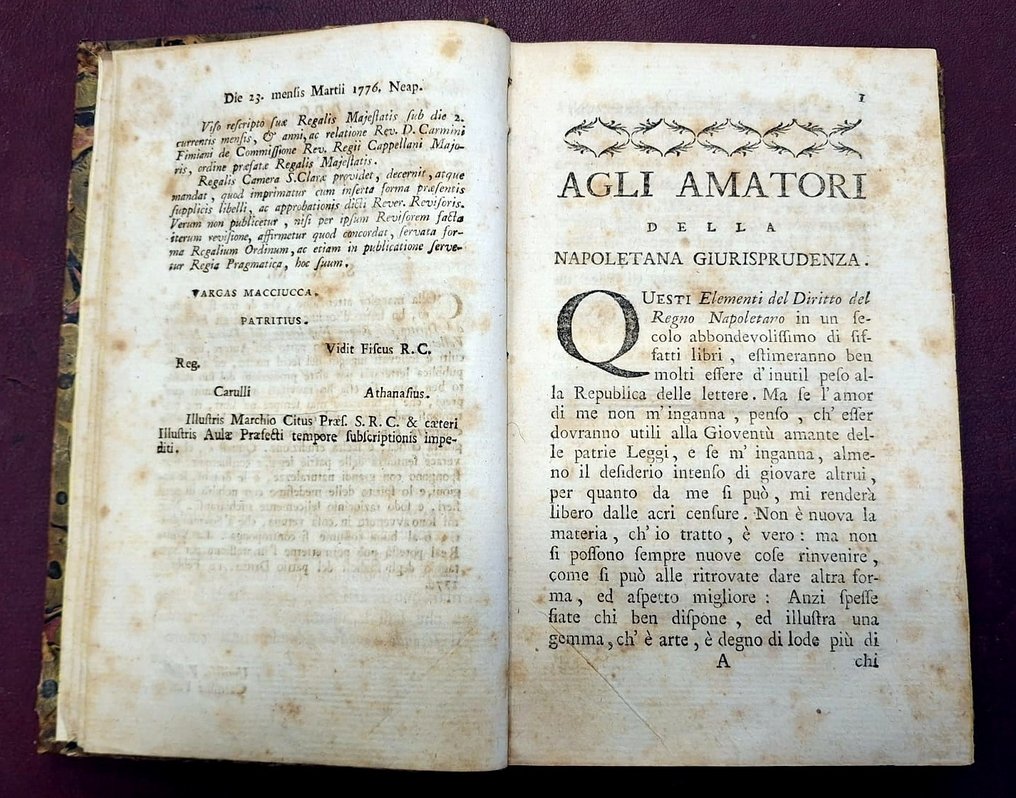 Die 23. mensis Martii 1776. Neap.
Viso rescripto suæ Regalis Majestatis sub die 2.
currentis mensis, & anni, ac relatione Rev. D. Carmini
Fimiani de Commissione Rev. Regii Cappellani Majo-
ris, ordine præfatæ Regalis Majestatis.
Regalis Camera S. Claræ providet, decernit, atque
mandat, quod imprimatur cum inserta forma præsentis
supplicis libelli, ac approbationis dicti Rever. Revisoris.
Verum non publicetur, nisi per ipsum Revisorem facta
iterum revisione, affirmetur quod concordat, servata for-
ma Regalium Ordinum, ac etiam in publicatione serve-
tur Regia Pragmatica, hoc suum.
VARGAS MACCIUCCA.
PATRITIUS.
Vidit Fiscus R. C.
Reg.
Carulli Athanasius.
Illustris Marchio Citus Præs. S. R. C. & cæteri
Illustris Aulæ Præfecti tempore subscriptionis impe-
diti.
1
AGLI AMATORI
DELLA
NAPOLETANA GIURISPRUDENZA.
QUESTI Elementi del Diritto del
Regno Napoletaro in un se-
colo abbondevolissimo di sif-
fatti libri, estimeranno ben
molti essere d'inutil peso al-
la Republica delle lettere. Ma se l'amor
di me non m'inganna, penso, ch'esser
dovranno utili alla Gioventù amante del-
le patrie Leggi, e se m'inganna, alme-
no il desiderio intenso di giovare altrui,
per quanto da me si può, mi renderà
libero dalle acri censure. Non è nuova la
materia, ch'io tratto, è vero: ma non
si possono sempre nuove cose rinvenire,
come si può alle ritrovate dare altra for-
ma, ed aspetto migliore: Anzi spesse
fiate chi ben dispone, ed illustra una
gemma, ch'è arte, è degno di lode più di
A chi